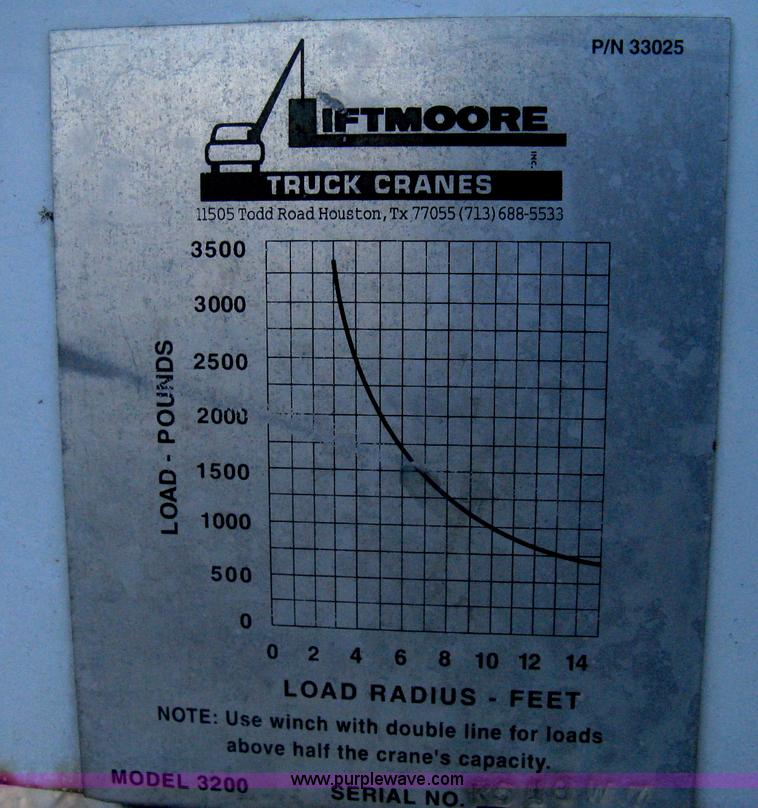 P/N 33025
LIFTMOORE
INC.
TRUCK CRANES
11505 Todd Road Houston, Tx 77055 (713) 688-5533
3500
3000
2500
2000
1500
1000
500
0
LOAD - POUNDS
0 2 4 6 8 10 12 14
LOAD RADIUS - FEET
NOTE: Use winch with double line for loads
above half the crane's capacity.
MODEL 3200
www.purplewave.com
SERIAL NO.